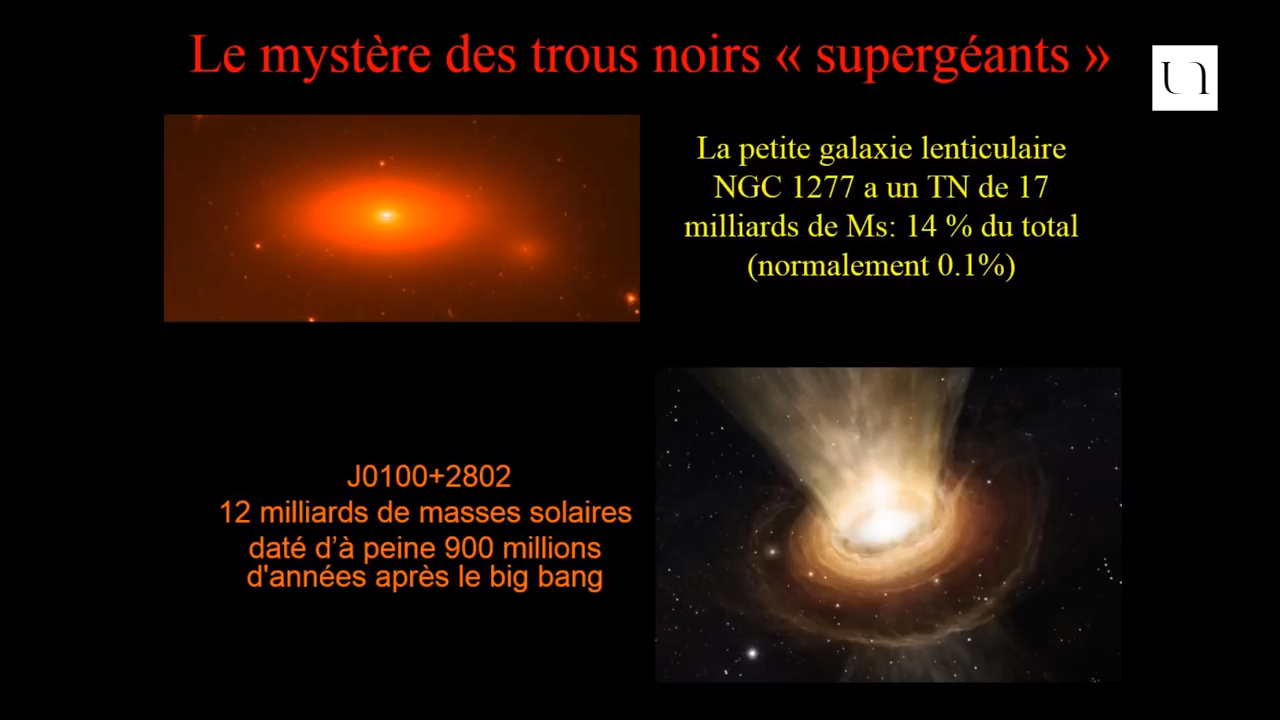 Le mystère des trous noirs « supergéants »
La petite galaxie lenticulaire
NGC 1277 a un TN de 17
milliards de Ms: 14 % du total
(normalement 0.1%)
J0100+2802
12 milliards de masses solaires
daté d’à peine 900 millions
d'années après le big bang